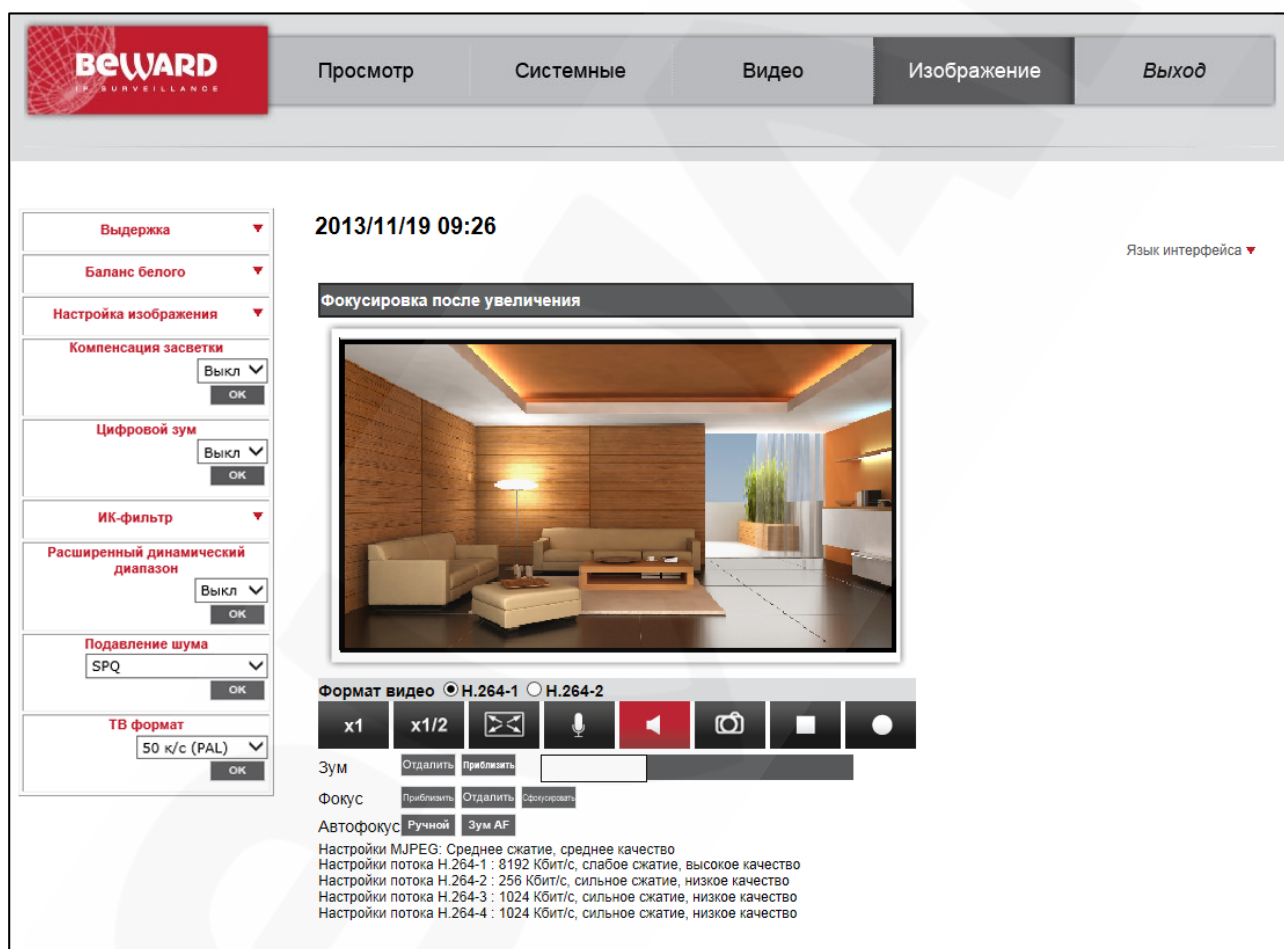 BEWARD
IP SURVEILLANCE
Просмотр
Системные
Видео
Изображение
Выход
2013/11/19 09:26
Язык интерфейса
Выдержка
Баланс белого
Настройка изображения
Компенсация засветки
Выкл
OK
Цифровой зум
Выкл
OK
ИК-фильтр
Расширенный динамический
диапазон
Выкл
OK
Подавление шума
SPQ
OK
ТВ формат
50 к/с (PAL)
OK
Фокусировка после увеличения
Формат видео H.264-1 H.264-2
x1 x1/2
Зум Отдалить Приблизить
Фокус Приблизить Отдалить Сфокусировать
Автофокус Ручной Зум AF
Настройки MJPEG: Среднее сжатие, среднее качество
Настройки потока H.264-1 : 8192 Кбит/с, слабое сжатие, высокое качество
Настройки потока H.264-2 : 256 Кбит/с, сильное сжатие, низкое качество
Настройки потока H.264-3 : 1024 Кбит/с, сильное сжатие, низкое качество
Настройки потока H.264-4 : 1024 Кбит/с, сильное сжатие, низкое качество